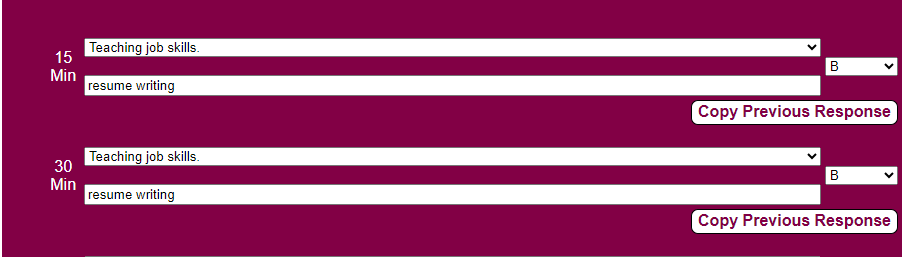 15
Min
Teaching job skills.
B
resume writing
Copy Previous Response
30
Min
Teaching job skills.
B
resume writing
Copy Previous Response